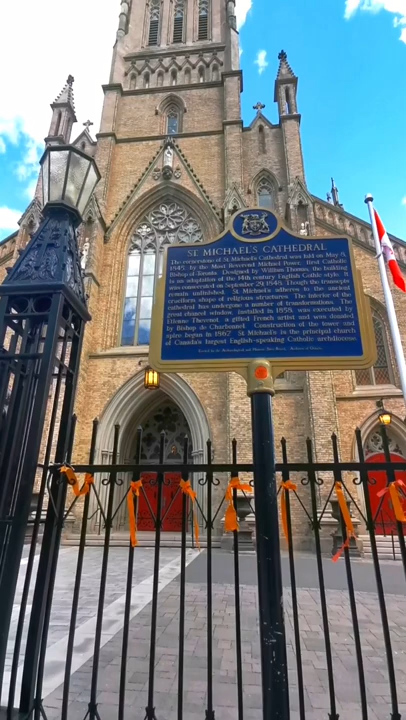 ST. MICHAEL'S CATHEDRAL
The cornerstone of St. Michael's Cathedral was laid on May 8,
1845, by the Most Reverend Michael Power, first Catholic
Bishop of Toronto. Designed by William Thomas, the building
is an adaptation of the 14th century English Gothic style. It
was consecrated on September 29, 1848. Though the transepts
remain unfinished, St. Michael's adheres to the ancient
cruciform shape of religious structures. The interior of the
cathedral has undergone a number of transformations. The
great chancel window, installed in 1858, was executed by
Etienne Thevenot, a gifted French artist and was donated
by Bishop de Charbonnel. Construction of the tower and
spire began in 1865. St. Michael's is the principal church
of Canada's largest English-speaking Catholic archdiocese.